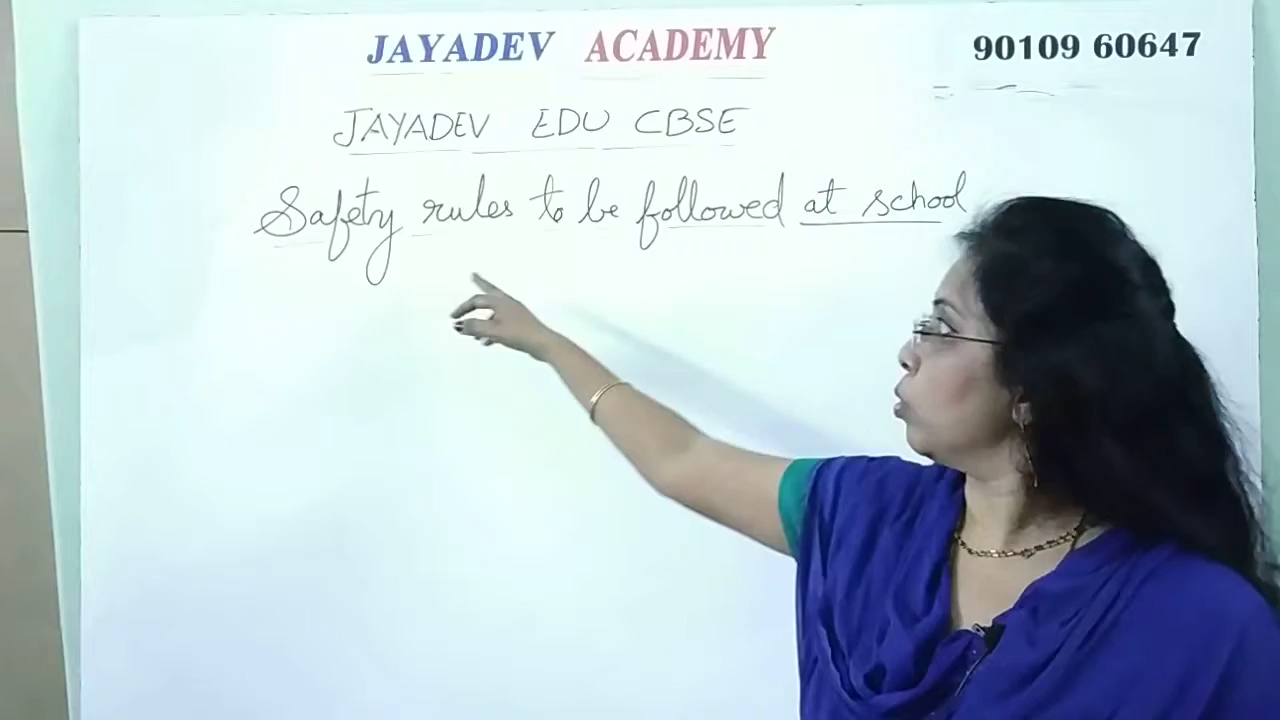 JAYADEV ACADEMY 90109 60647
JAYADEV EDU CBSE
Safety rules to be followed at school